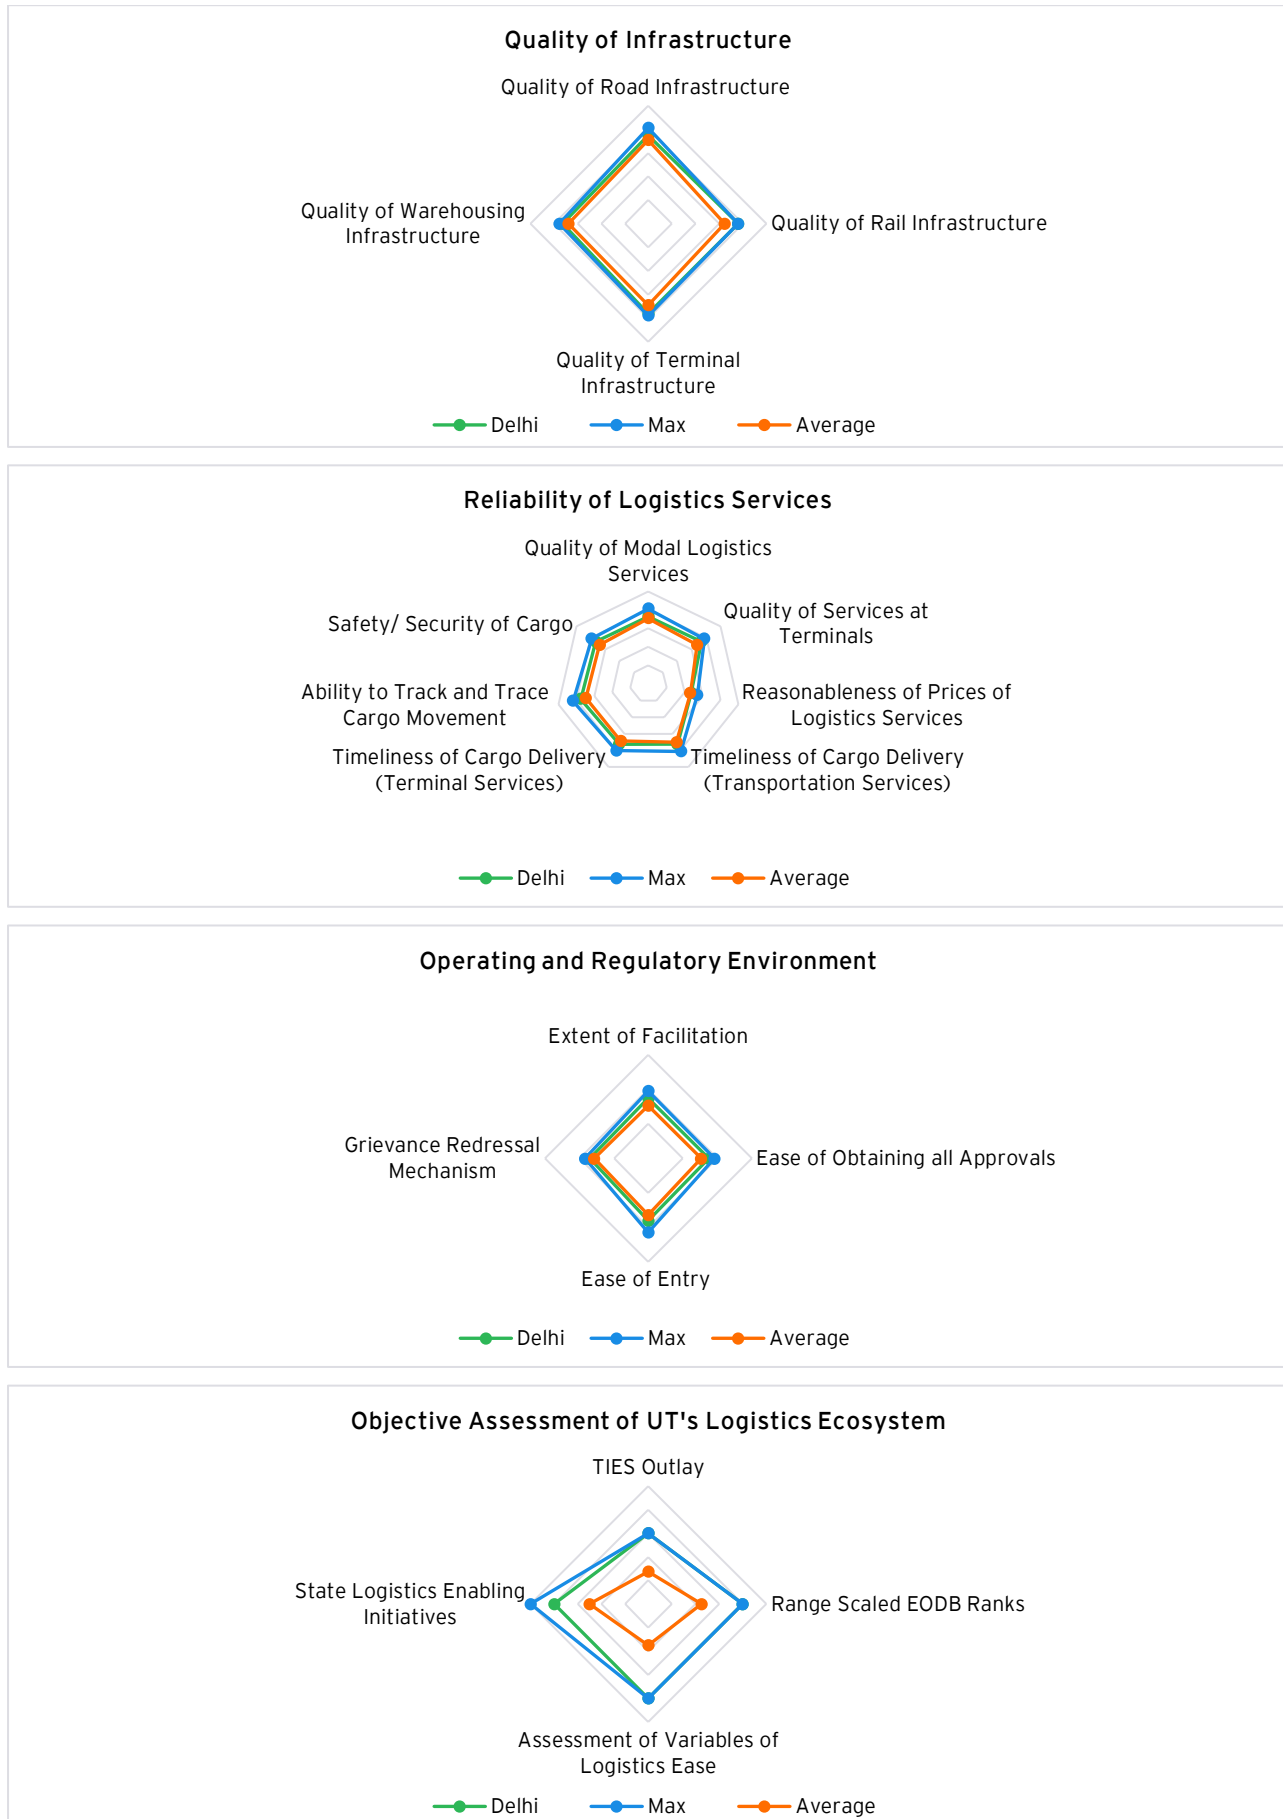 Quality of Infrastructure
Quality of Road Infrastructure
Quality of Warehousing
Infrastructure
Quality of Rail Infrastructure
Quality of Terminal
Infrastructure
Delhi
Max
Average
Reliability of Logistics Services
Quality of Modal Logistics
Services
Safety/ Security of Cargo
Quality of Services at
Terminals
Ability to Track and Trace
Cargo Movement
Reasonableness of Prices of
Logistics Services
Timeliness of Cargo Delivery
(Terminal Services)
Timeliness of Cargo Delivery
(Transportation Services)
Delhi
Max
Average
Operating and Regulatory Environment
Extent of Facilitation
Grievance Redressal
Mechanism
Ease of Obtaining all Approvals
Ease of Entry
Delhi
Max
Average
Objective Assessment of UT's Logistics Ecosystem
TIES Outlay
State Logistics Enabling
Initiatives
Range Scaled EODB Ranks
Assessment of Variables of
Logistics Ease
Delhi
Max
Average